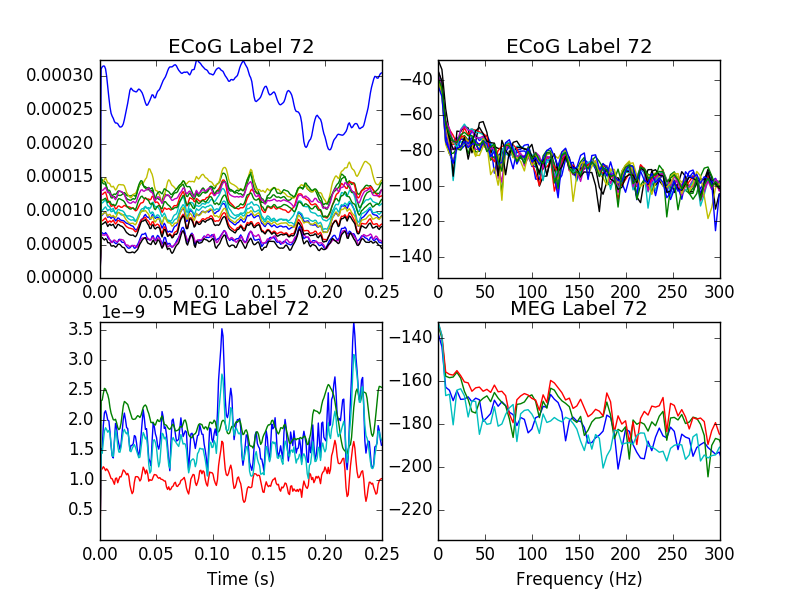 ECoG Label 72
ECoG Label 72
0.00030
0.00025
0.00020
0.00015
0.00010
0.00005
0.00000
0.00 0.05 0.10 0.15 0.20 0.25
−40
−60
−80
−100
−120
−140
0 50 100 150 200 250 300
MEG Label 72
MEG Label 72
1e−9
3.5
3.0
2.5
2.0
1.5
1.0
0.5
0.00 0.05 0.10 0.15 0.20 0.25
Time (s)
−140
−160
−180
−200
−220
0 50 100 150 200 250 300
Frequency (Hz)